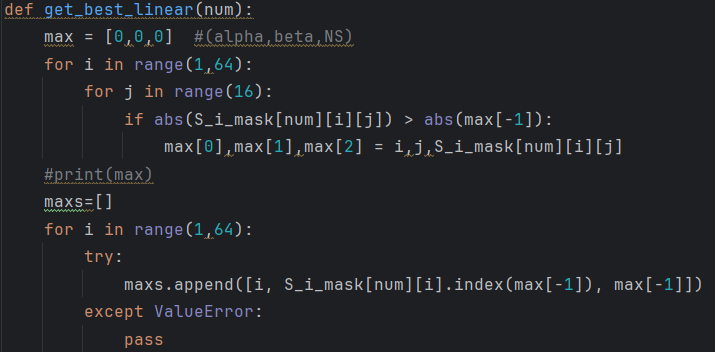 def get_best_linear(num):
    max = [0,0,0]  #(alpha,beta,NS)
    for i in range(1,64):
        for j in range(16):
            if abs(S_i_mask[num][i][j]) > abs(max[-1]):
                max[0],max[1],max[2] = i,j,S_i_mask[num][i][j]
    #print(max)
    maxs=[]
    for i in range(1,64):
        try:
            maxs.append([i, S_i_mask[num][i].index(max[-1]), max[-1]])
        except ValueError:
            pass